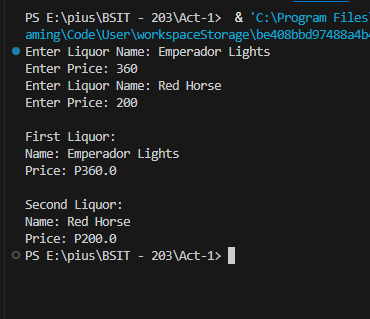 PS E:\pius\BSIT - 203\Act-1>  & 'C:\Program Files
aming\Code\User\workspaceStorage\be408bbd97488a4b4
Enter Liquor Name: Emperador Lights
Enter Price: 360
Enter Liquor Name: Red Horse
Enter Price: 200

First Liquor:
Name: Emperador Lights
Price: P360.0

Second Liquor:
Name: Red Horse
Price: P200.0
PS E:\pius\BSIT - 203\Act-1>